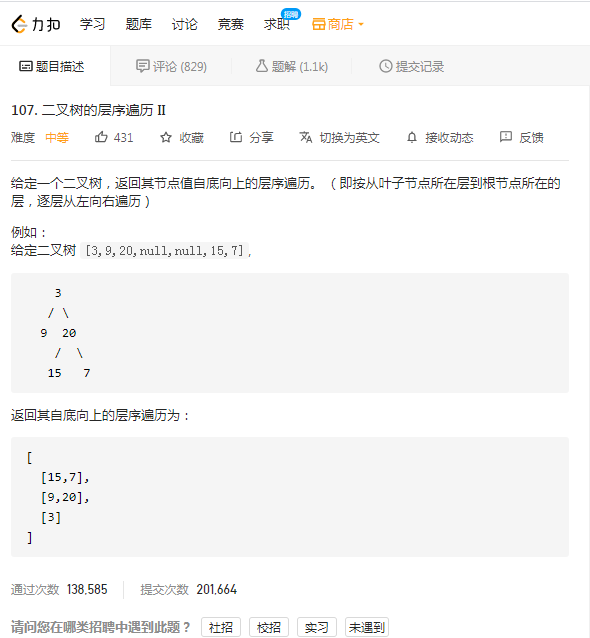 力扣 学习 题库 讨论 竞赛 求职 招聘 商店
题目描述 评论 (829) 题解 (1.1k) 提交记录
107. 二叉树的层序遍历 II
难度 中等 431 收藏 分享 切换为英文 接收动态 反馈
给定一个二叉树，返回其节点值自底向上的层序遍历。 （即按从叶子节点所在层到根节点所在的
层，逐层从左向右遍历）
例如：
给定二叉树 [3,9,20,null,null,15,7],
3
/ \
9 20
/ \
15 7
返回其自底向上的层序遍历为：
[
[15,7],
[9,20],
[3]
]
通过次数 138,585 提交次数 201,664
请问您在哪类招聘中遇到此题？ 社招 校招 实习 未遇到